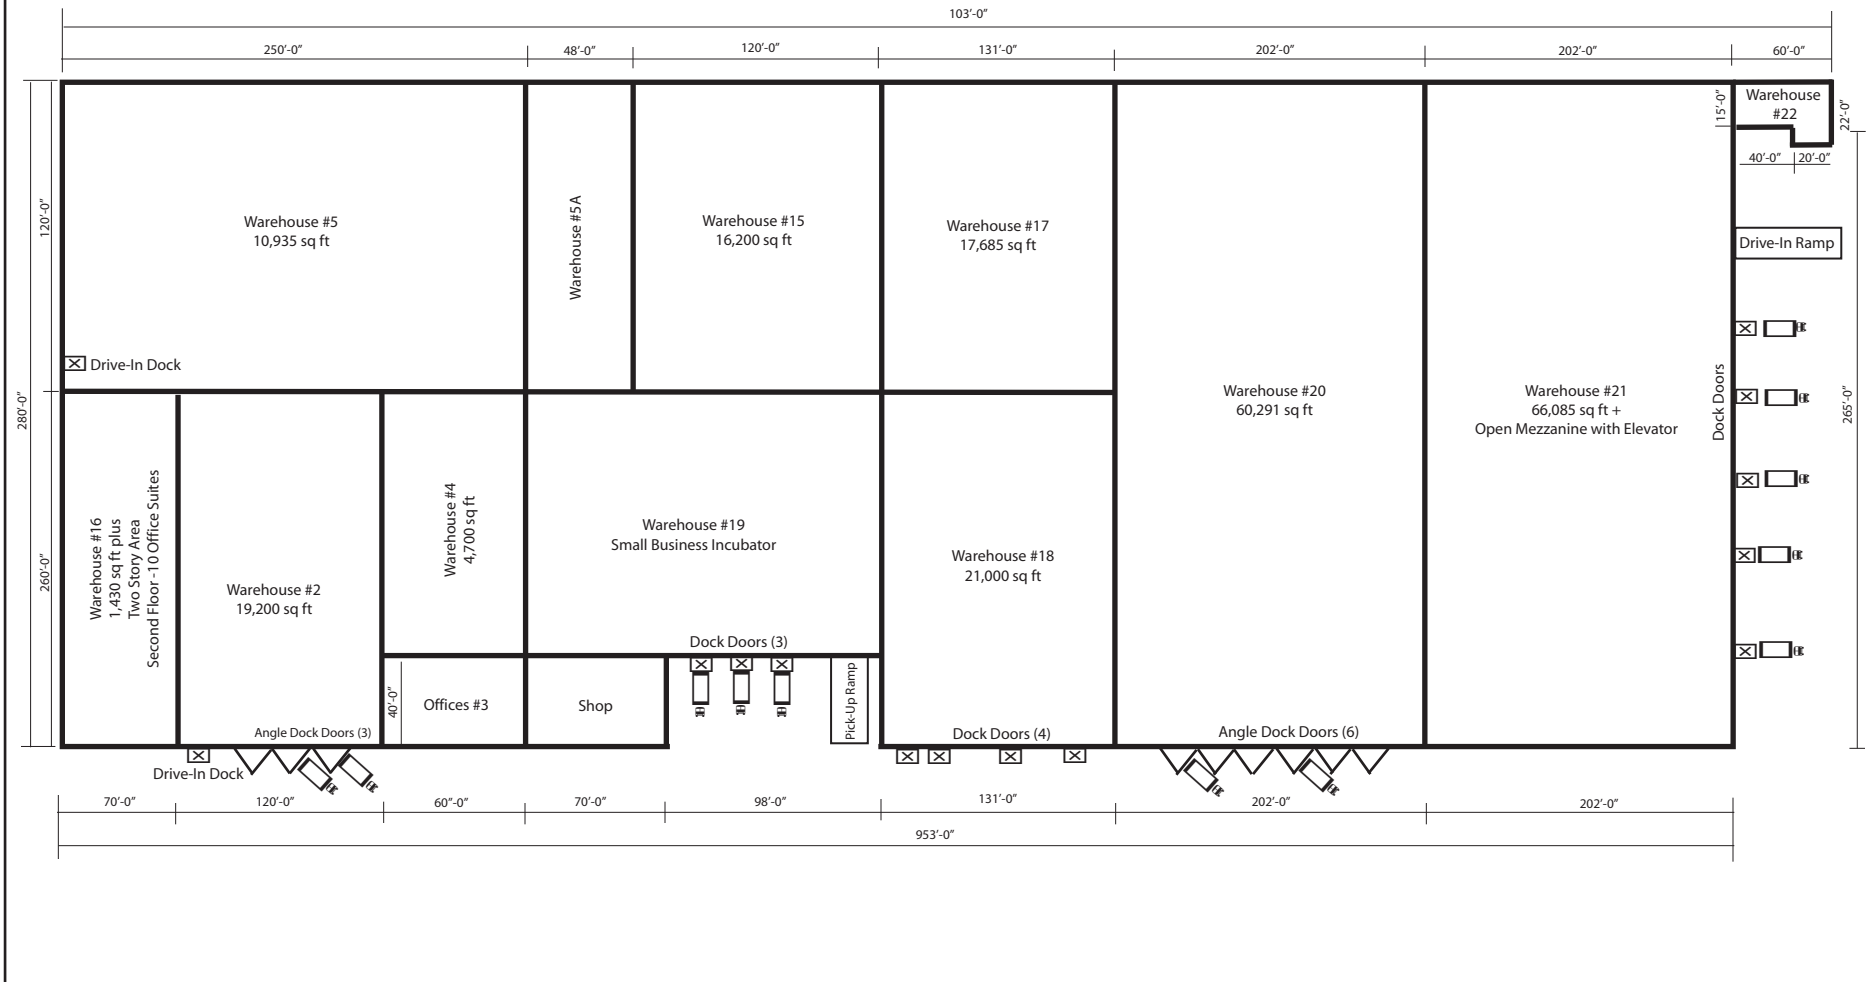 103’-0”
250’-0”
48’-0”
120’-0”
131’-0”
202’-0”
202’-0”
60’-0”
Warehouse
#22
15’-0”
22’-0”
40’-0”
20’-0”
120’-0”
280’-0”
260’-0”
Warehouse #5
10,935 sq ft
Warehouse #5A
Warehouse #15
16,200 sq ft
Warehouse #17
17,685 sq ft
Drive-In Ramp
Drive-In Dock
Warehouse #20
60,291 sq ft
Warehouse #21
66,085 sq ft +
Open Mezzanine with Elevator
Dock Doors
265’-0”
Warehouse #16
1,430 sq ft plus
Two Story Area
Second Floor -10 Office Suites
Warehouse #2
19,200 sq ft
Warehouse #4
4,700 sq ft
Warehouse #19
Small Business Incubator
Warehouse #18
21,000 sq ft
Dock Doors (3)
40’-0”
Offices #3
Shop
Pick-Up Ramp
Angle Dock Doors (3)
Dock Doors (4)
Angle Dock Doors (6)
Drive-In Dock
70’-0”
120’-0”
60”-0”
70’-0”
98’-0”
131’-0”
202’-0”
202’-0”
953’-0”